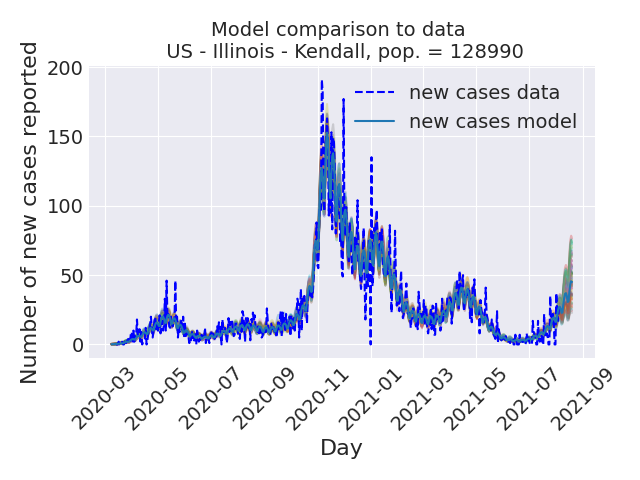 Model comparison to data
US - Illinois - Kendall, pop. = 128990
Number of new cases reported
200
150
100
50
0
new cases data
new cases model
2020-03
2020-05
2020-07
2020-09
2020-11
2021-01
2021-03
2021-05
2021-07
2021-09
Day